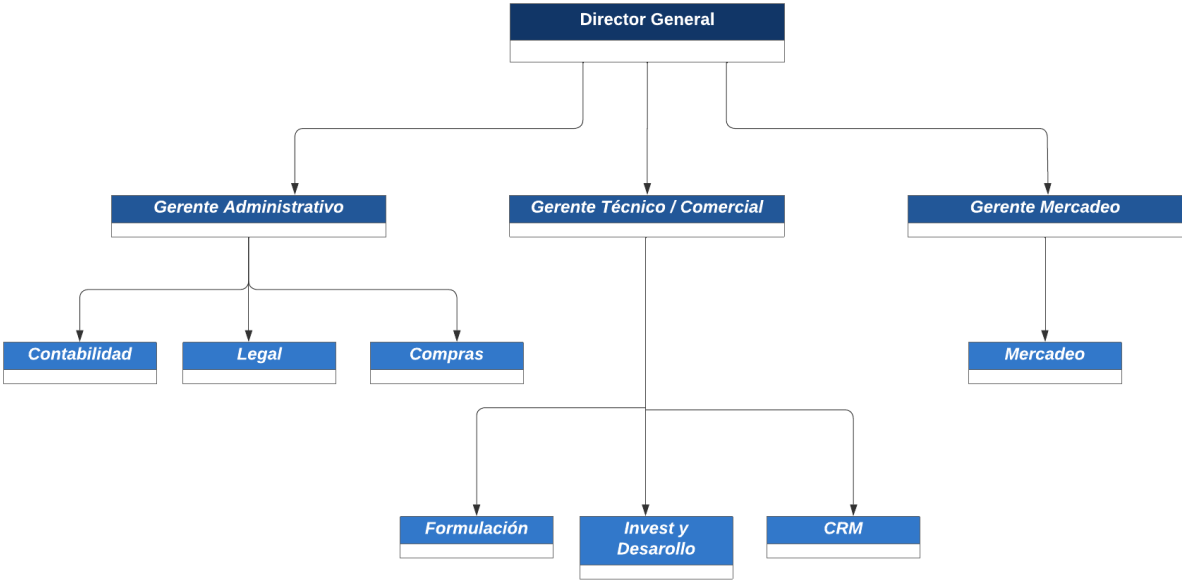 Director General
Gerente Administrativo
Gerente Técnico / Comercial
Gerente Mercadeo
Contabilidad
Legal
Compras
Mercadeo
Formulación
Invest y
Desarollo
CRM